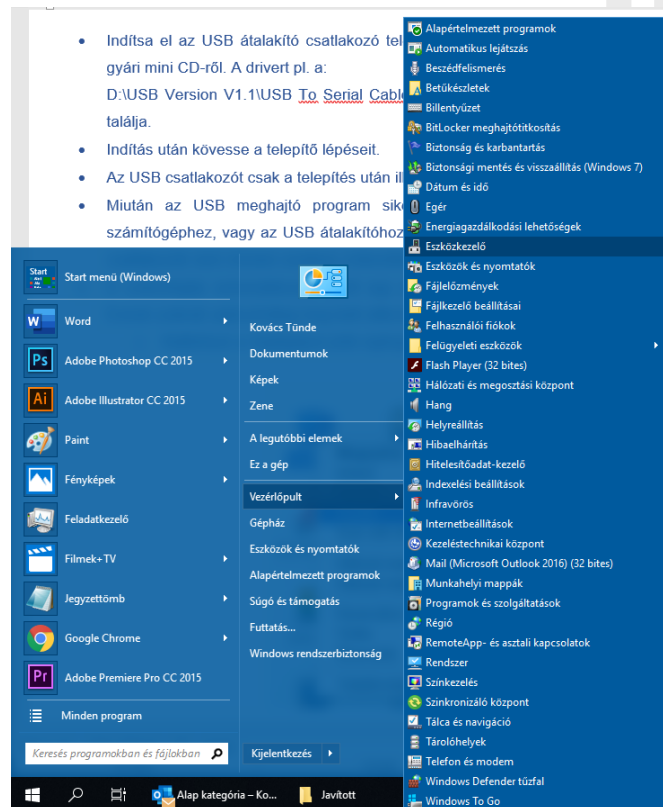 Indítsa el az USB átalakító csatlakozó tel
gyári mini CD-ről. A drivert pl. a:
D:\USB Version V1.1\USB To Serial Cabl
találja.
Indítás után kövesse a telepítő lépéseit.
Az USB csatlakozót csak a telepítés után ill
Miután az USB meghajtó program sik
számítógéphez, vagy az USB átalakítóhoz
Start
Start menü (Windows)
Word
Ps
Adobe Photoshop CC 2015
Ai
Adobe Illustrator CC 2015
Paint
Fényképek
Feladatkezelő
Filmek+TV
Jegyzettömb
Google Chrome
Pr
Adobe Premiere Pro CC 2015
Minden program
Keresés programokban és fájlokban
Kovács Tünde
Dokumentumok
Képek
Zene
A legutóbbi elemek
Ez a gép
Vezérlőpult
Gépház
Eszközök és nyomtatók
Alapértelmezett programok
Súgó és támogatás
Futtatás...
Windows rendszerbiztonság
Kijelentkezés
Alapértelmezett programok
Automatikus lejátszás
Beszédfelismerés
Betűkészletek
Billentyűzet
BitLocker meghajtótitkosítás
Biztonság és karbantartás
Biztonsági mentés és visszaállítás (Windows 7)
Dátum és idő
Egér
Energiagazdálkodási lehetőségek
Eszközkezelő
Eszközök és nyomtatók
Fájlelőzmények
Fájlkezelő beállításai
Felhasználói fiókok
Felügyeleti eszközök
Flash Player (32 bites)
Hálózati és megosztási központ
Hang
Helyreállítás
Hibaelhárítás
Hitelesítőadat-kezelő
Indexelési beállítások
Infravörös
Internetbeállítások
Kezeléstechnikai központ
Mail (Microsoft Outlook 2016) (32 bites)
Munkahelyi mappák
Programok és szolgáltatások
Régió
RemoteApp- és asztali kapcsolatok
Rendszer
Színkezelés
Szinkronizáló központ
Tálca és navigáció
Tárolóhelyek
Telefon és modem
Windows Defender tűzfal
Windows To Go
Alap kategória – Ko...
Javított